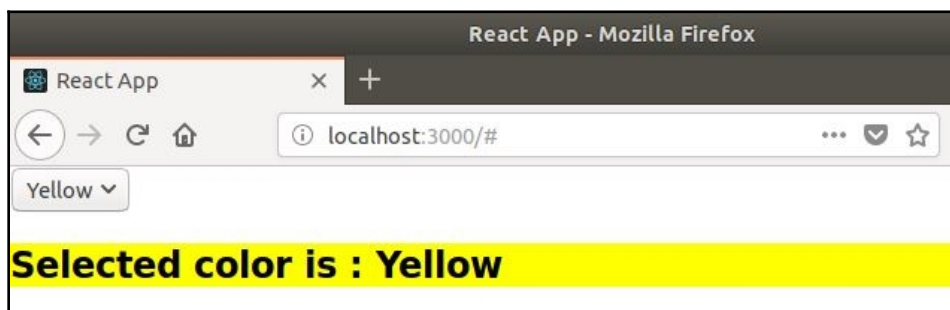 React App - Mozilla Firefox
React App
localhost:3000/#
Yellow
Selected color is : Yellow